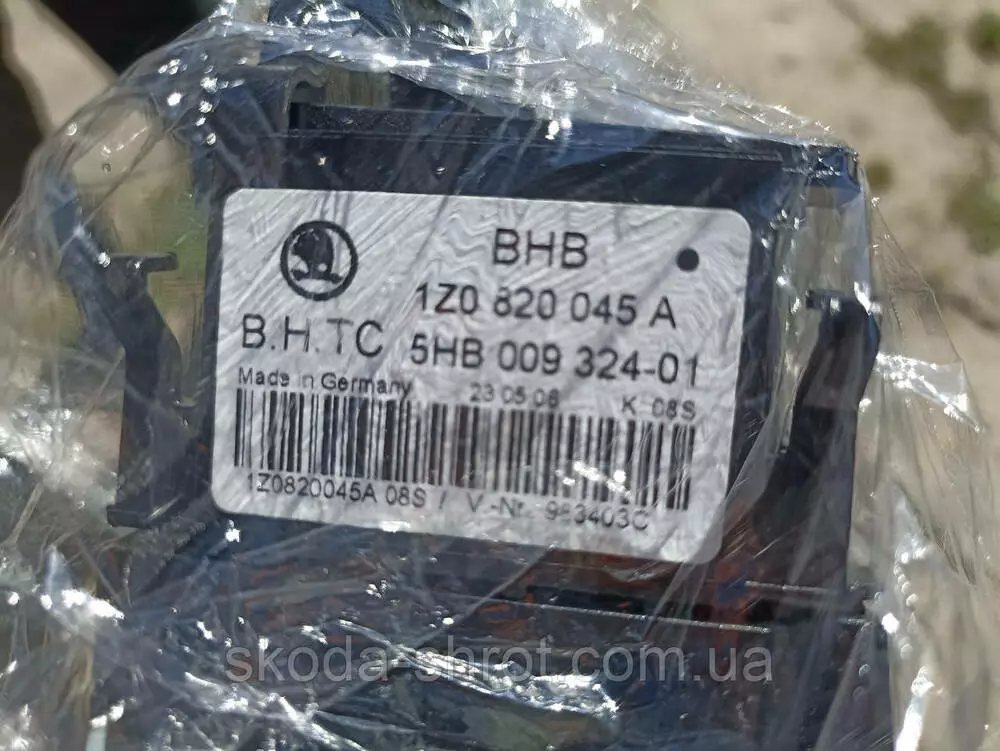 BHB
1Z0 820 045 A
B.H.TC 5HB 009 324-01
Made in Germany 23 05 08 K 08S
1Z0820045A 08S / V.-Nr. 983403C
skoda-shrot.com.ua